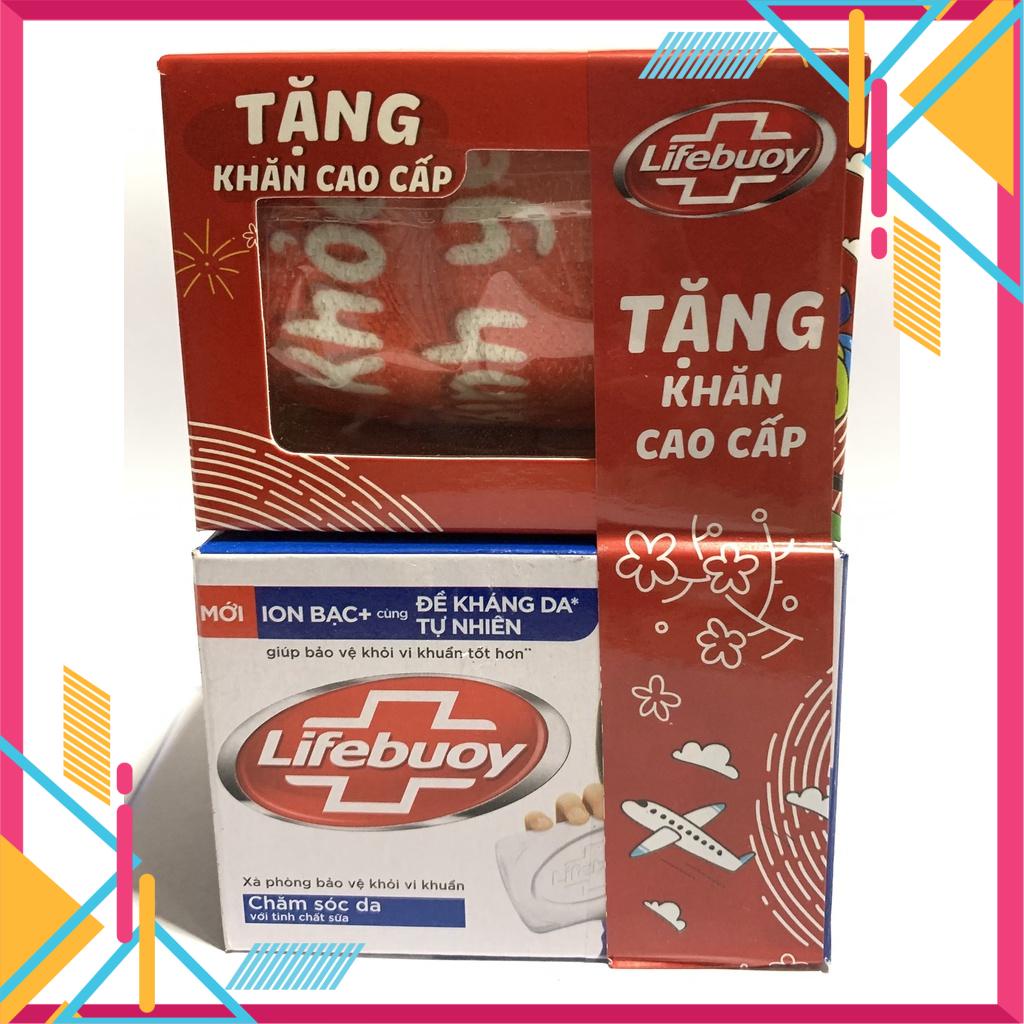 TẶNG
KHĂN CAO CẤP
Lifebuoy
TẶNG
KHĂN
CAO CẤP
MỚI
ION BẠC+ cùng ĐỀ KHÁNG DA*
TỰ NHIÊN
giúp bảo vệ khỏi vi khuẩn tốt hơn**
Lifebuoy
Xà phòng bảo vệ khỏi vi khuẩn
Chăm sóc da
với tinh chất sữa